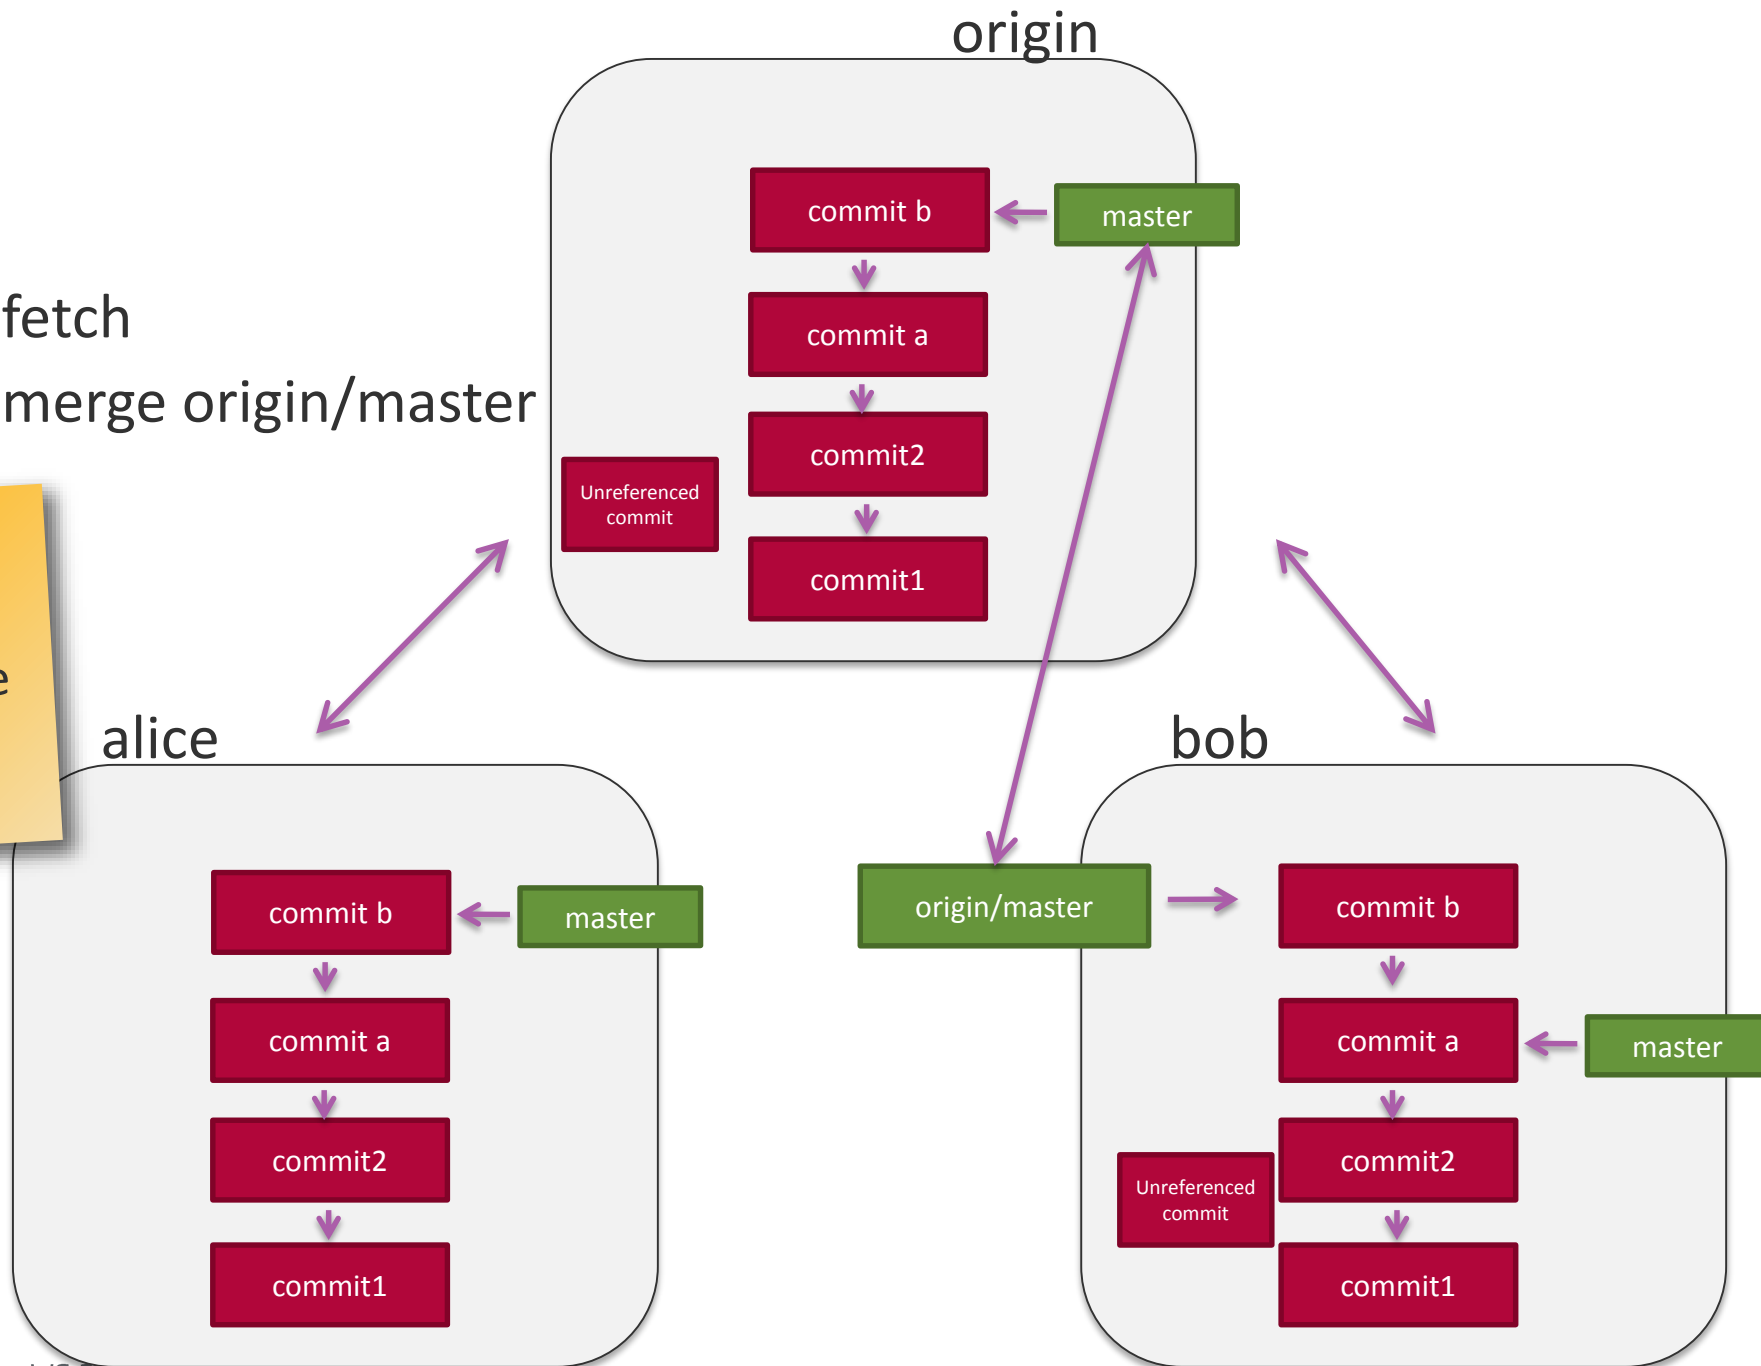 origin
commit b
master
commit a
fetch
merge origin/master
commit2
Unreferenced
commit
commit1
alice
bob
commit b
master
commit a
commit2
commit1
origin/master
commit b
commit a
master
commit2
Unreferenced
commit
commit1